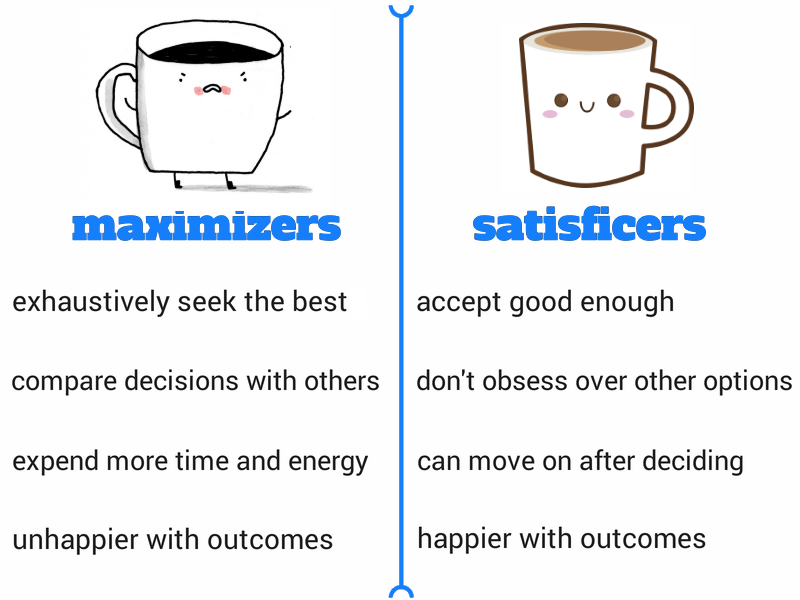 maximizers
exhaustively seek the best
compare decisions with others
expend more time and energy
unhappier with outcomes
satisficers
accept good enough
don't obsess over other options
can move on after deciding
happier with outcomes